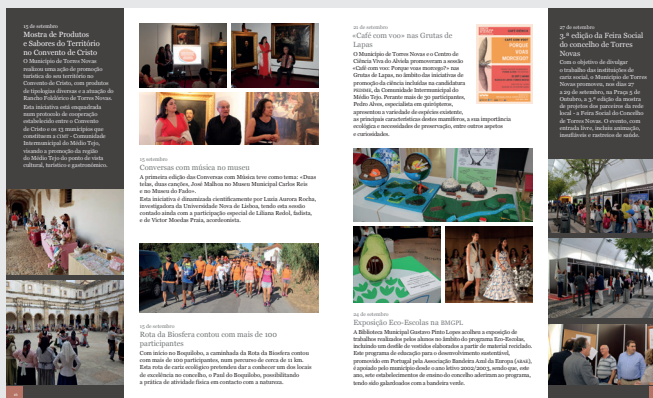 15 de setembro
Mostra de Produtos
e Sabores do Território
no Convento de Cristo
O Município de Torres Novas
realizou uma ação de promoção
turística do seu território no
Convento de Cristo, com produtos
de tipologias diversas e a atuação do
Rancho Folclórico de Torres Novas.
Esta iniciativa está enquadrada
num protocolo de cooperação
estabelecido entre o Convento
de Cristo e os 13 municípios que
constituem a CIMT - Comunidade
Intermunicipal do Médio Tejo,
visando a promoção da região
do Médio Tejo do ponto de vista
cultural, turístico e gastronómico.
15 setembro
Conversas com música no museu
A primeira edição das Conversas com Música teve como tema: «Duas
telas, duas canções, José Malhoa no Museu Municipal Carlos Reis
e no Museu do Fado».
Esta iniciativa é dinamizada cientificamente por Luzia Aurora Rocha,
investigadora da Universidade Nova de Lisboa, tendo esta sessão
contado ainda com a participação especial de Liliana Redol, fadista,
e de Victor Moedas Praia, acordeonista.
15 de setembro
Rota da Biosfera contou com mais de 100
participantes
Com início no Boquilobo, a caminhada da Rota da Biosfera contou
com mais de 100 participantes, num percurso de cerca de 11 km.
Esta rota de cariz ecológico pretendeu dar a conhecer um dos locais
de excelência no concelho, o Paul do Boquilobo, possibilitando
a prática de atividade física em contacto com a natureza.
21 de setembro
«Café com voo» nas Grutas de
Lapas
O Município de Torres Novas e o Centro de
Ciência Viva do Alviela promoveram a sessão
«Café com voo: Porque voas morcego?» nas
Grutas de Lapas, no âmbito das iniciativas de
promoção da ciência incluídas na candidatura
da Comunidade Intermunicipal do
Médio Tejo. Perante mais de 30 participantes,
Pedro Alves, especialista em quirópteros,
apresentou a variedade de espécies existente,
as principais características destes mamíferos, a sua importância
ecológica e necessidades de preservação, entre outros aspetos
e curiosidades.
CAFÉ COM VOO
PORQUE
VOAS
MORCEGO?
24 de setembro
Exposição Eco-Escolas na BMGPL
A Biblioteca Municipal Gustavo Pinto Lopes acolheu a exposição de
trabalhos realizados pelos alunos no âmbito do programa Eco-Escolas,
incluindo um desfile de vestidos elaborados a partir de material reciclado.
Este programa de educação para o desenvolvimento sustentável,
promovido em Portugal pela Associação Bandeira Azul da Europa (ABAE),
é apoiado pelo município desde o ano letivo 2002/2003, sendo que, este
ano, sete estabelecimentos de ensino do concelho aderiram ao programa,
tendo sido galardoados com a bandeira verde.
27 de setembro
3.ª edição da Feira Social
do concelho de Torres
Novas
Com o objetivo de divulgar
o trabalho das instituições de
cariz social, o Município de Torres
Novas promoveu, nos dias 27
a 29 de setembro, na Praça 5 de
Outubro, a 3.ª edição da mostra
de projetos dos parceiros da rede
local - a Feira Social do Concelho
de Torres Novas. O evento, com
entrada livre, incluiu animação,
insufláveis e rastreios de saúde.